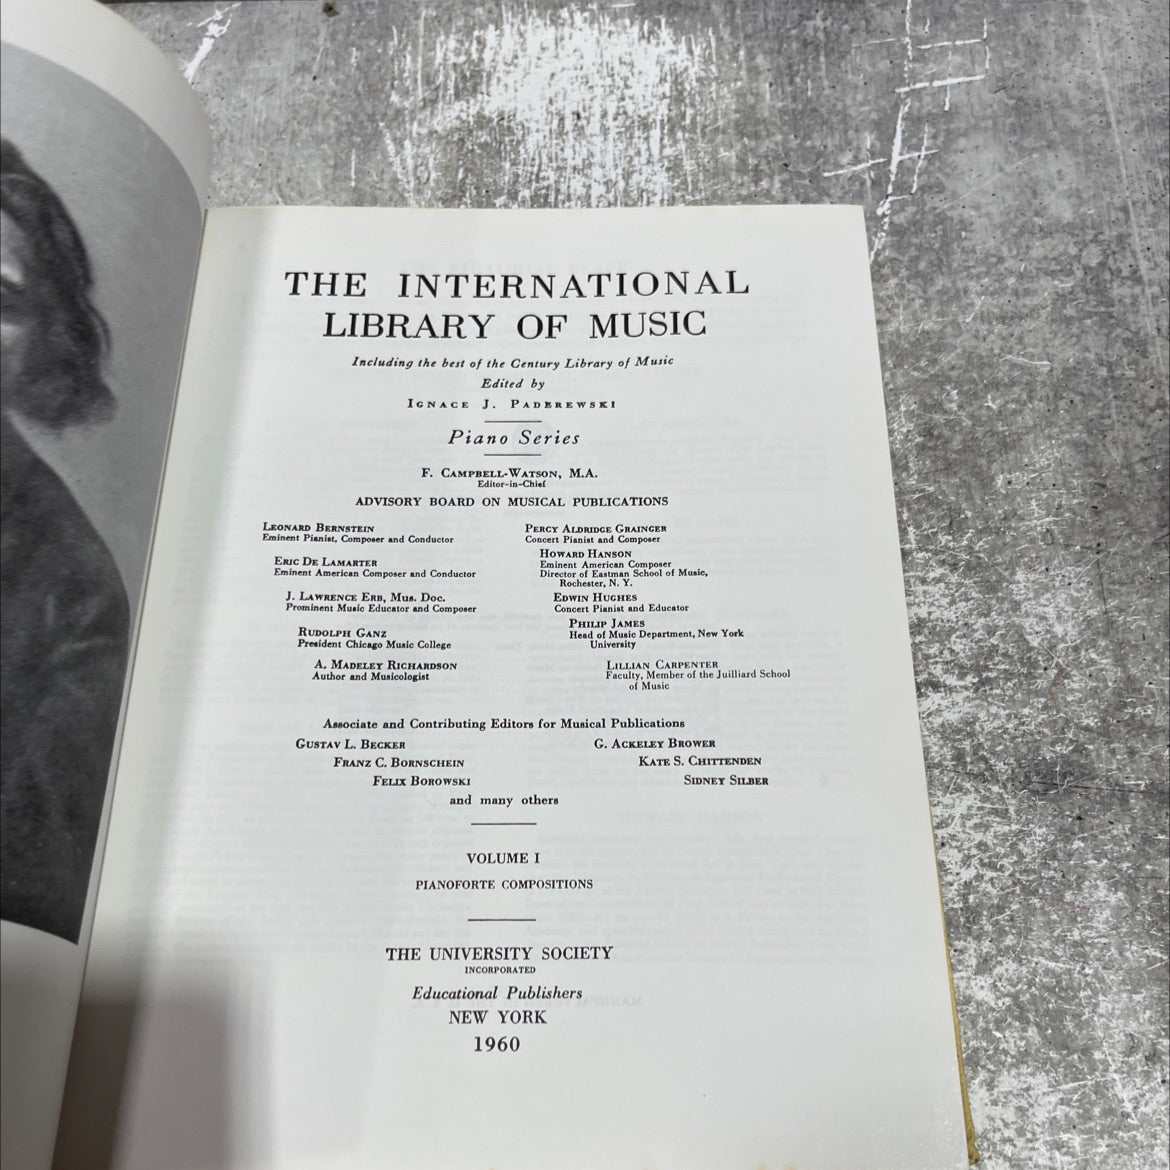 THE INTERNATIONAL
LIBRARY OF MUSIC
Including the best of the Century Library of Music
Edited by
IGNACE J. PADEREWSKI
Piano Series
F. CAMPBELL-WATSON, M.A.
Editor-in-Chief
ADVISORY BOARD ON MUSICAL PUBLICATIONS
LEONARD BERNSTEIN
Eminent Pianist, Composer and Conductor
ERIC DE LAMARTER
Eminent American Composer and Conductor
J. LAWRENCE ERB, Mus. Doc.
Prominent Music Educator and Composer
RUDOLPH GANZ
President Chicago Music College
A. MADELEY RICHARDSON
Author and Musicologist
PERCY ALDRIDGE GRAINGER
Concert Pianist and Composer
HOWARD HANSON
Eminent American Composer
Director of Eastman School of Music,
Rochester, N. Y.
EDWIN HUGHES
Concert Pianist and Educator
PHILIP JAMES
Head of Music Department, New York
University
LILLIAN CARPENTER
Faculty, Member of the Juilliard School
of Music
Associate and Contributing Editors for Musical Publications
GUSTAV L. BECKER
FRANZ C. BORNSCHEIN
FELIX BOROWSKI
G. ACKELEY BROWER
KATE S. CHITTENDEN
SIDNEY SILBER
and many others
VOLUME I
PIANOFORTE COMPOSITIONS
THE UNIVERSITY SOCIETY
INCORPORATED
Educational Publishers
NEW YORK
1960